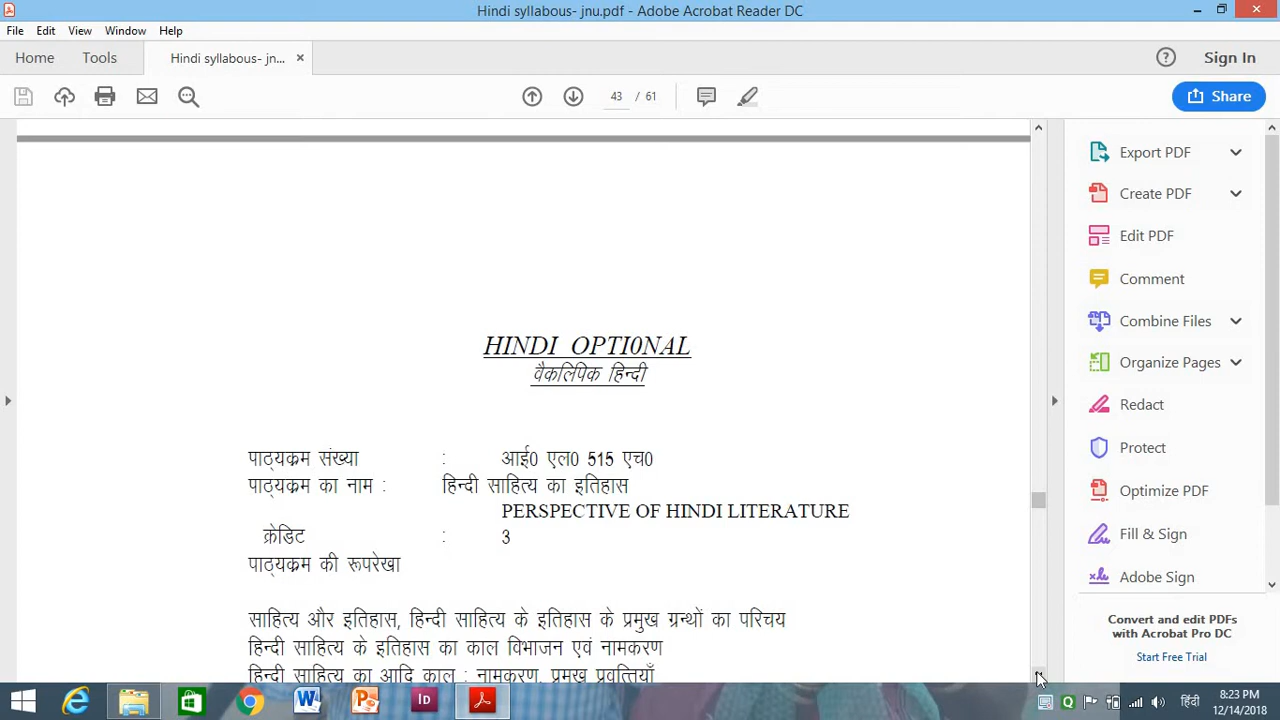 Hindi syllabous- jnu.pdf - Adobe Acrobat Reader DC
File Edit View Window Help
Home Tools Hindi syllabous- jn... × Sign In
43 / 61 Share
HINDI OPTI0NAL
वैकलिपिक हिन्दी
पाठ्यक्रम संख्या : आई0 एल0 515 एच0
पाठ्यक्रम का नाम : हिन्दी साहित्य का इतिहास
PERSPECTIVE OF HINDI LITERATURE
क्रेडिट : 3
पाठ्यक्रम की रूपरेखा
साहित्य और इतिहास, हिन्दी साहित्य के इतिहास के प्रमुख ग्रन्थों का परिचय
हिन्दी साहित्य के इतिहास का काल विभाजन एवं नामकरण
हिन्दी साहित्य का आदि काल : नामकरण, प्रमुख प्रवृत्तियाँ
Export PDF
Create PDF
Edit PDF
Comment
Combine Files
Organize Pages
Redact
Protect
Optimize PDF
Fill & Sign
Adobe Sign
Convert and edit PDFs
with Acrobat Pro DC
Start Free Trial
हिंदी 8:23 PM
12/14/2018